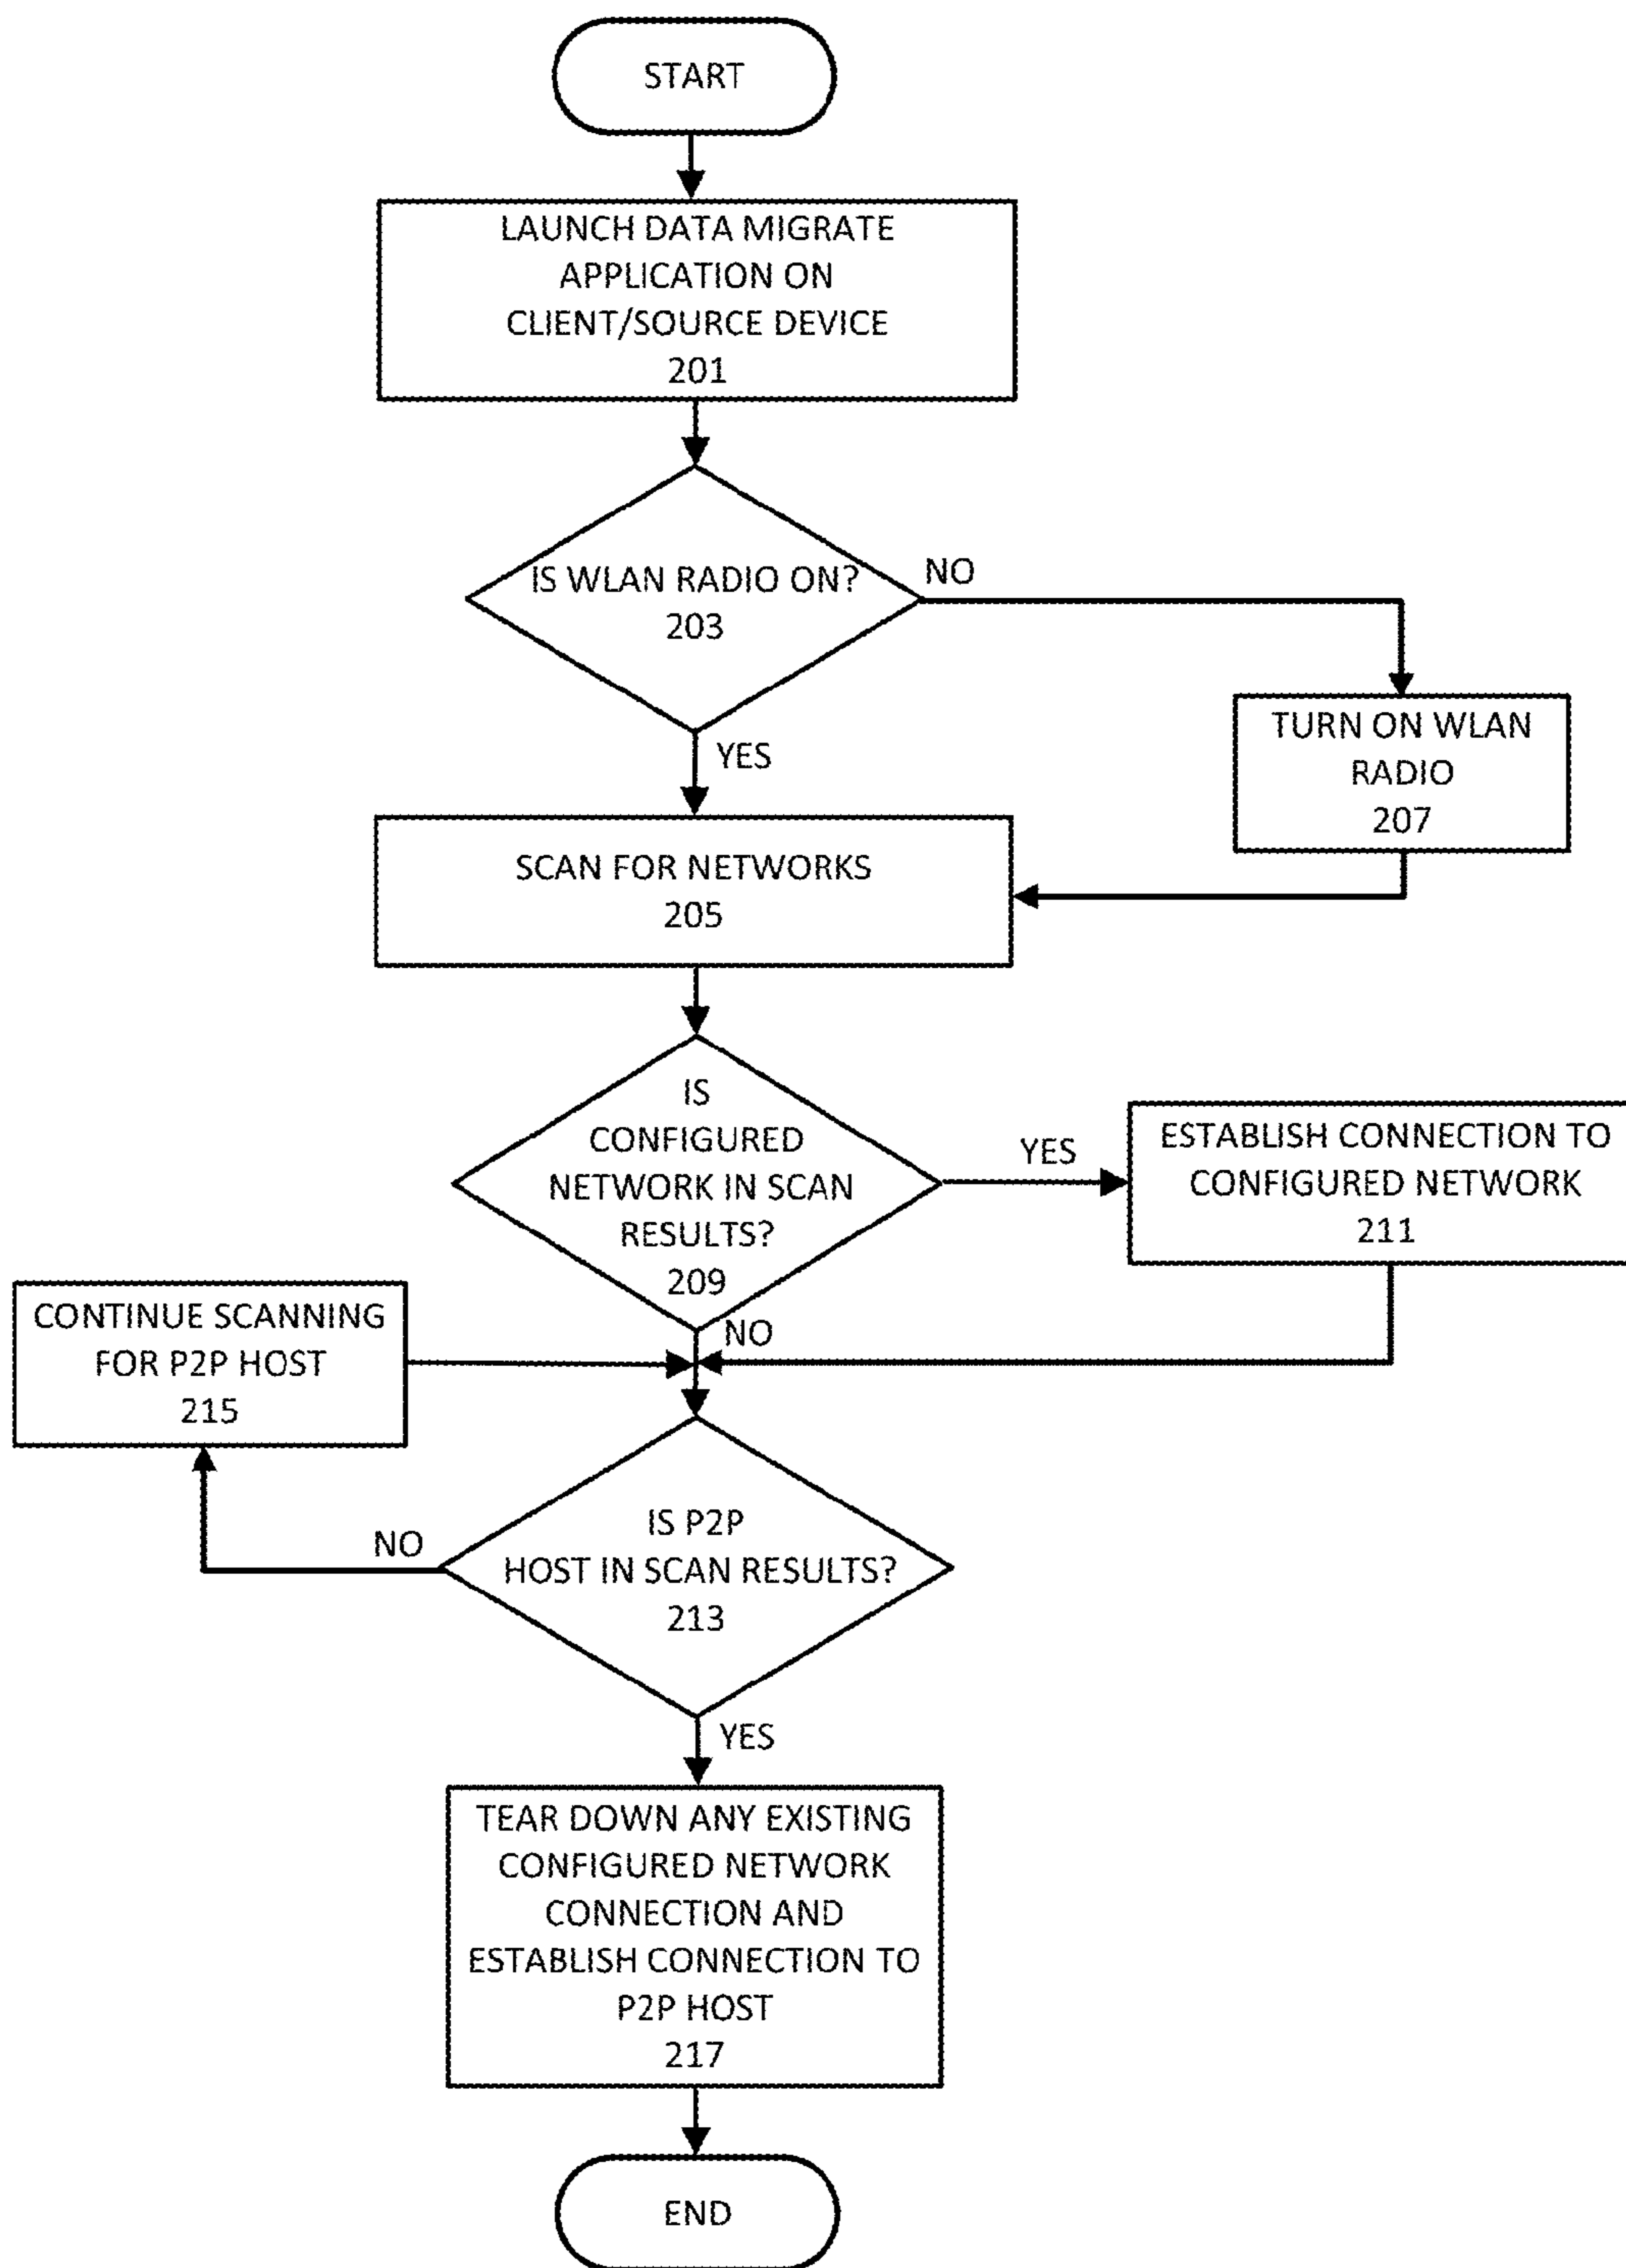 START
LAUNCH DATA MIGRATE
APPLICATION ON
CLIENT/SOURCE DEVICE
201
IS WLAN RADIO ON?
203
NO
YES
TURN ON WLAN
RADIO
207
SCAN FOR NETWORKS
205
IS
CONFIGURED
NETWORK IN SCAN
RESULTS?
209
YES
ESTABLISH CONNECTION TO
CONFIGURED NETWORK
211
NO
CONTINUE SCANNING
FOR P2P HOST
215
IS P2P
HOST IN SCAN RESULTS?
213
NO
YES
TEAR DOWN ANY EXISTING
CONFIGURED NETWORK
CONNECTION AND
ESTABLISH CONNECTION TO
P2P HOST
217
END